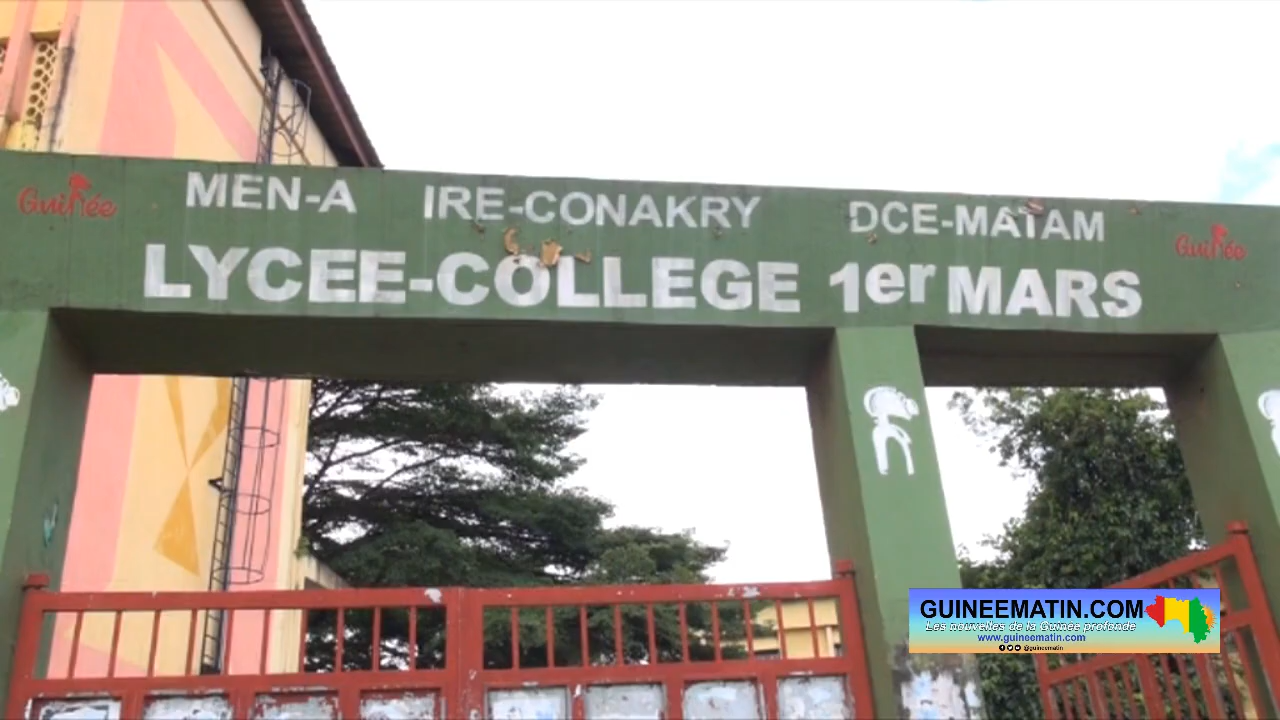 MEN-A IRE-CONAKRY DCE-MATAM
Guinée
Guinée
LYCEE-COLLEGE 1er MARS
GUINEEMATIN.COM
Les nouvelles de la Guinée profonde
www.guineematin.com
@guineematin